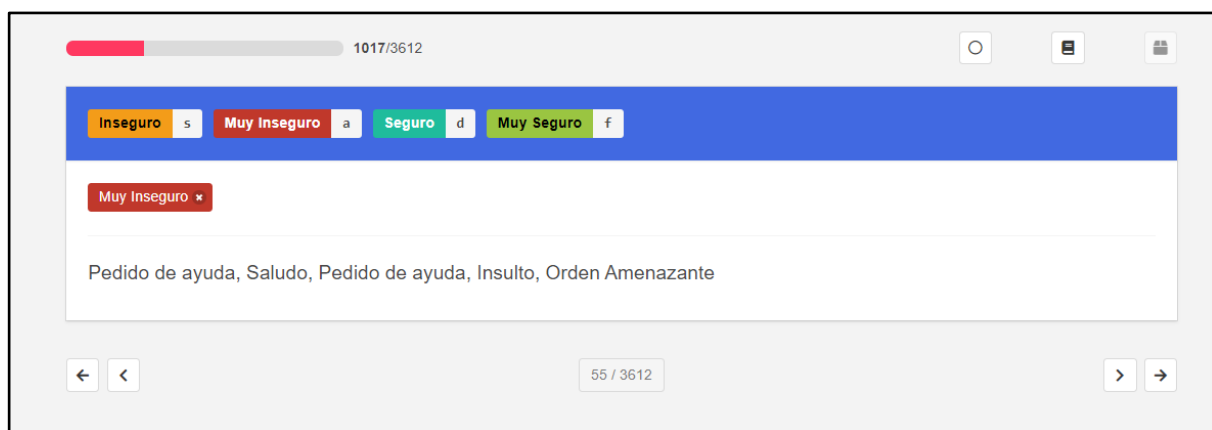 1017/3612
Inseguro s Muy Inseguro a Seguro d Muy Seguro f
Muy Inseguro
Pedido de ayuda, Saludo, Pedido de ayuda, Insulto, Orden Amenazante
55 / 3612